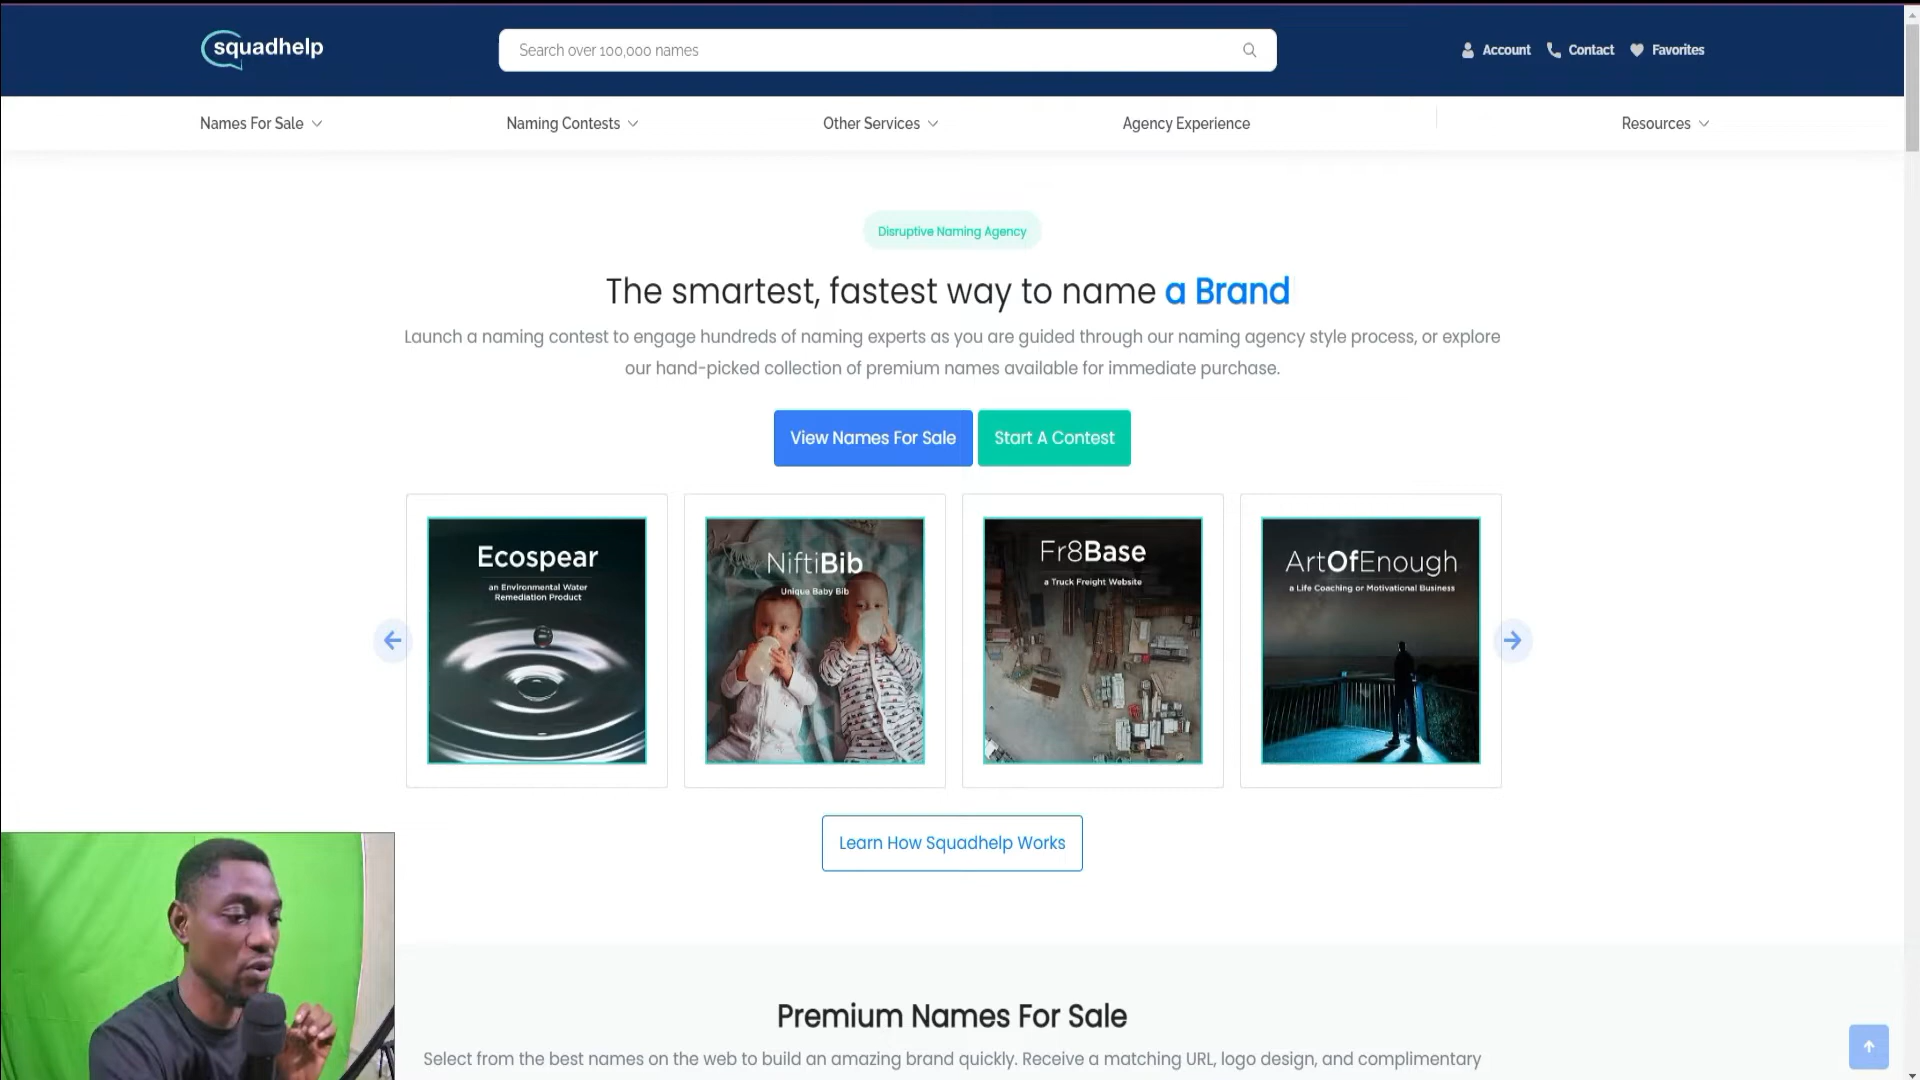 squadhelp
Search over 100,000 names
Account
Contact
Favorites
Names For Sale
Naming Contests
Other Services
Agency Experience
Resources
Disruptive Naming Agency
The smartest, fastest way to name a Brand
Launch a naming contest to engage hundreds of naming experts as you are guided through our naming agency style process, or explore
our hand-picked collection of premium names available for immediate purchase.
View Names For Sale
Start A Contest
Ecospear
an Environmental Water
Remediation Product
NiftiBib
Unique Baby Bib
Fr8Base
a Truck Freight Website
ArtOfEnough
a Life Coaching or Motivational Business
Learn How Squadhelp Works
Premium Names For Sale
Select from the best names on the web to build an amazing brand quickly. Receive a matching URL, logo design, and complimentary